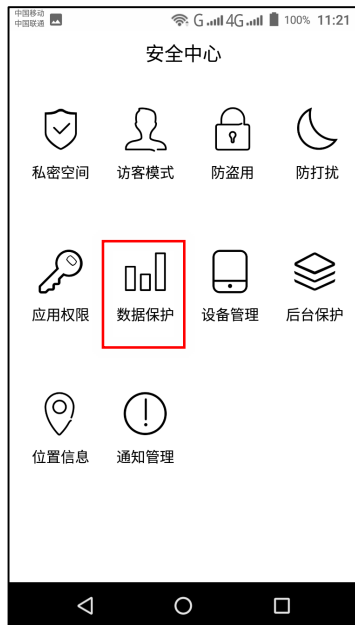 中国移动
中国联通
G 4G 100% 11:21
安全中心
私密空间 访客模式 防盗用 防打扰
应用权限 数据保护 设备管理 后台保护
位置信息 通知管理